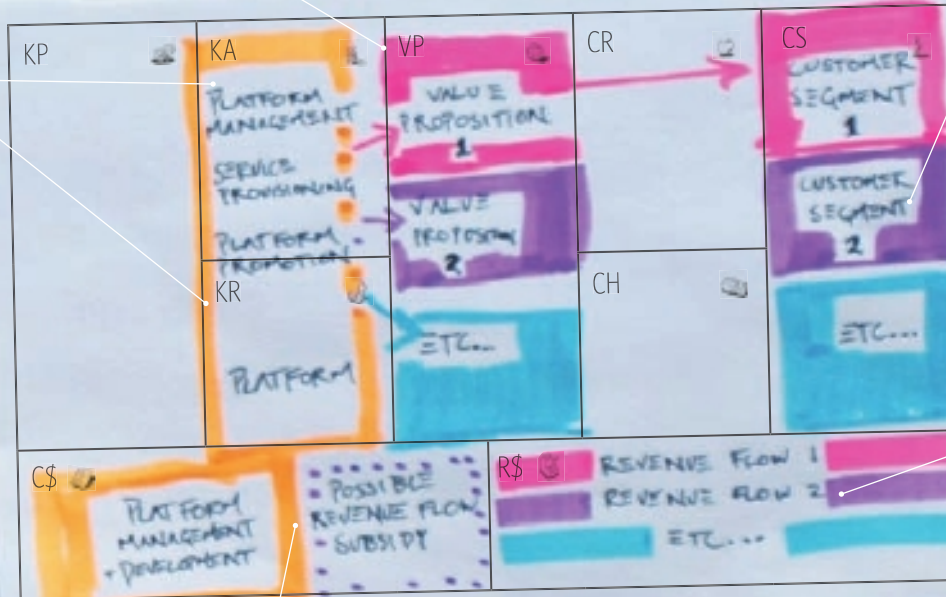 KP
KA
PLATFORM
MANAGEMENT
SERVICE
PROVISIONING
PLATFORM
PROMOTION
KR
PLATFORM
VP
VALUE
PROPOSITION
1
VALUE
PROPOSITION
2
ETC...
CR
CH
CS
CUSTOMER
SEGMENT
1
CUSTOMER
SEGMENT
2
ETC...
C$
PLATFORM
MANAGEMENT
+ DEVELOPMENT
POSSIBLE
REVENUE FLOW
SUBSIDY
R$
REVENUE FLOW 1
REVENUE FLOW 2
ETC....